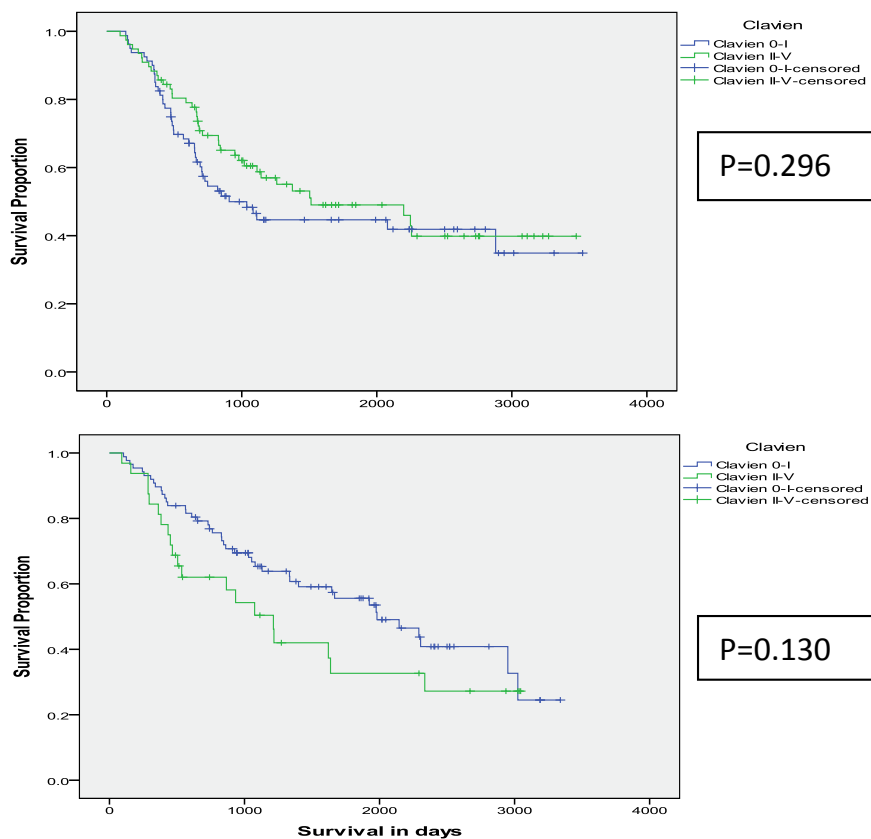 Clavien
Clavien 0-I
Clavien II-V
Clavien 0-I-censored
Clavien II-V-censored
P=0.296
Survival Proportion
1.0
0.8
0.6
0.4
0.2
0.0
0 1000 2000 3000 4000
Clavien
Clavien 0-I
Clavien II-V
Clavien 0-I-censored
Clavien II-V-censored
P=0.130
Survival Proportion
1.0
0.8
0.6
0.4
0.2
0.0
0 1000 2000 3000 4000
Survival in days